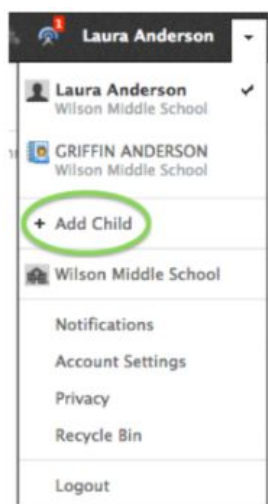 1
Laura Anderson
Laura Anderson
Wilson Middle School
GRIFFIN ANDERSON
Wilson Middle School
+ Add Child
Wilson Middle School
Notifications
Account Settings
Privacy
Recycle Bin
Logout